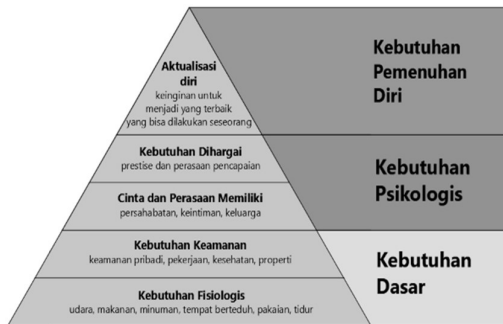 Aktualisasi
diri
keinginan untuk
menjadi yang terbaik
yang bisa dilakukan seseorang
Kebutuhan Dihargai
prestise dan perasaan pencapaian
Cinta dan Perasaan Memiliki
persahabatan, keintiman, keluarga
Kebutuhan Keamanan
keamanan pribadi, pekerjaan, kesehatan, properti
Kebutuhan Fisiologis
udara, makanan, minuman, tempat berteduh, pakaian, tidur
Kebutuhan
Pemenuhan
Diri
Kebutuhan
Psikologis
Kebutuhan
Dasar